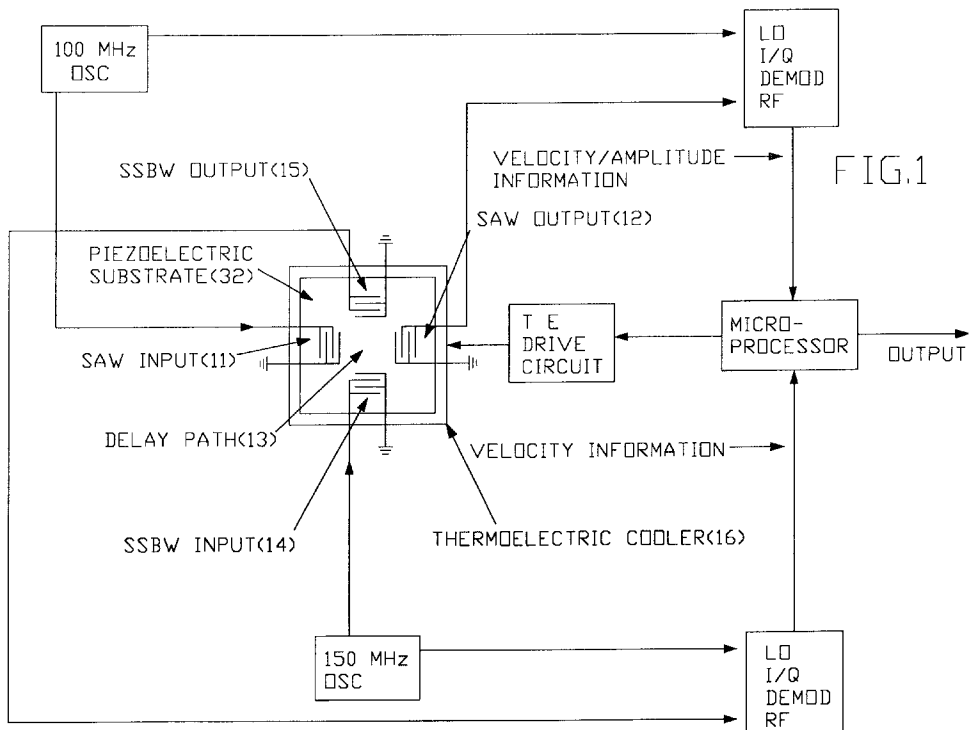 100 MHz
OSC
LO
I/Q
DEMOD
RF
VELOCITY/AMPLITUDE
INFORMATION
FIG.1
SSBW OUTPUT(15)
SAW OUTPUT(12)
PIEZOELECTRIC
SUBSTRATE(32)
T E
DRIVE
CIRCUIT
MICRO-
PROCESSOR
OUTPUT
SAW INPUT(11)
DELAY PATH(13)
VELOCITY INFORMATION
SSBW INPUT(14)
THERMOELECTRIC COOLER(16)
150 MHz
OSC
LO
I/Q
DEMOD
RF